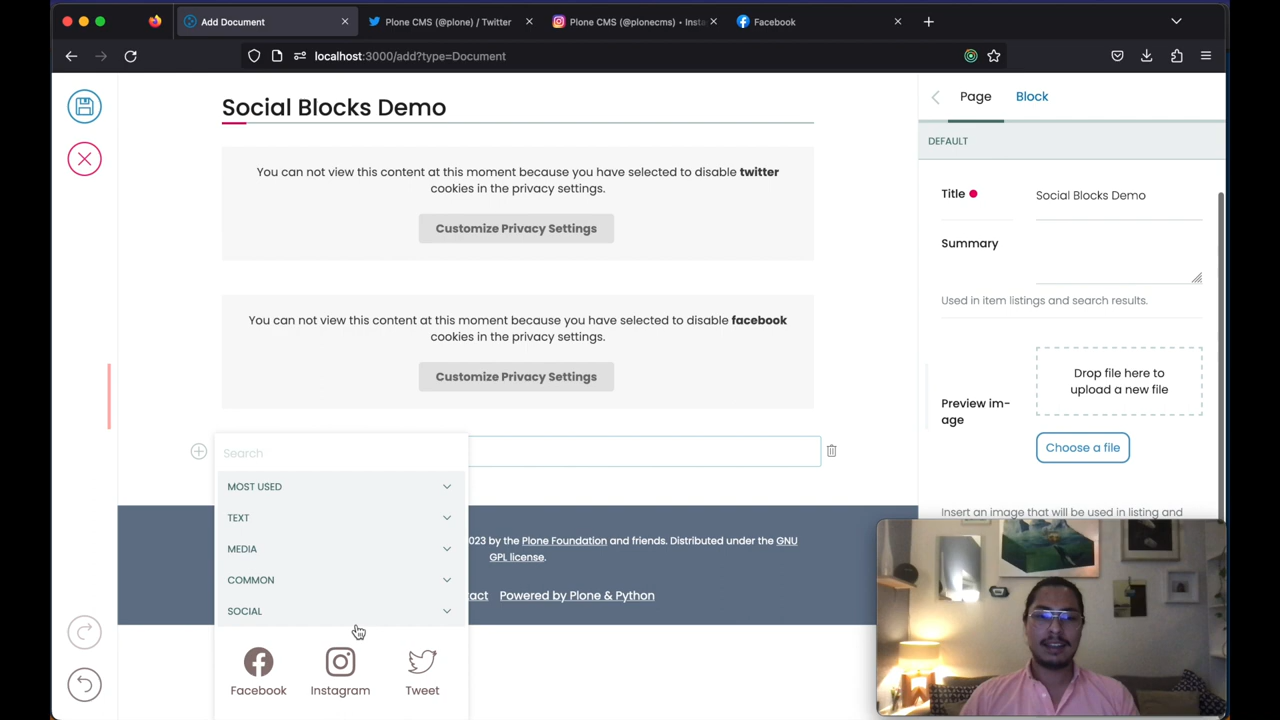 Add Document
Plone CMS (@plone) / Twitter
Plone CMS (@plonecms) • Insta
Facebook
localhost:3000/add?type=Document
Social Blocks Demo
You can not view this content at this moment because you have selected to disable twitter
cookies in the privacy settings.
Customize Privacy Settings
You can not view this content at this moment because you have selected to disable facebook
cookies in the privacy settings.
Customize Privacy Settings
Search
MOST USED
TEXT
MEDIA
COMMON
SOCIAL
Facebook
Instagram
Tweet
023 by the Plone Foundation and friends. Distributed under the GNU
GPL license.
tact Powered by Plone & Python
Page
Block
DEFAULT
Title
Social Blocks Demo
Summary
Used in item listings and search results.
Preview im-
age
Drop file here to
upload a new file
Choose a file
Insert an image that will be used in listing and